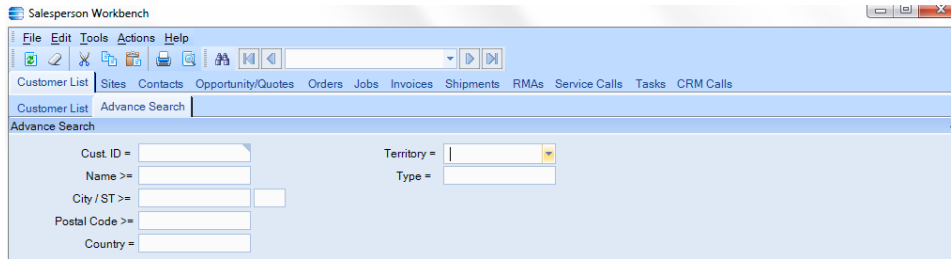 Salesperson Workbench
File Edit Tools Actions Help
Customer List Sites Contacts Opportunity/Quotes Orders Jobs Invoices Shipments RMAs Service Calls Tasks CRM Calls
Customer List Advance Search
Advance Search
Cust. ID = Territory =
Name >= Type =
City / ST >=
Postal Code >=
Country =